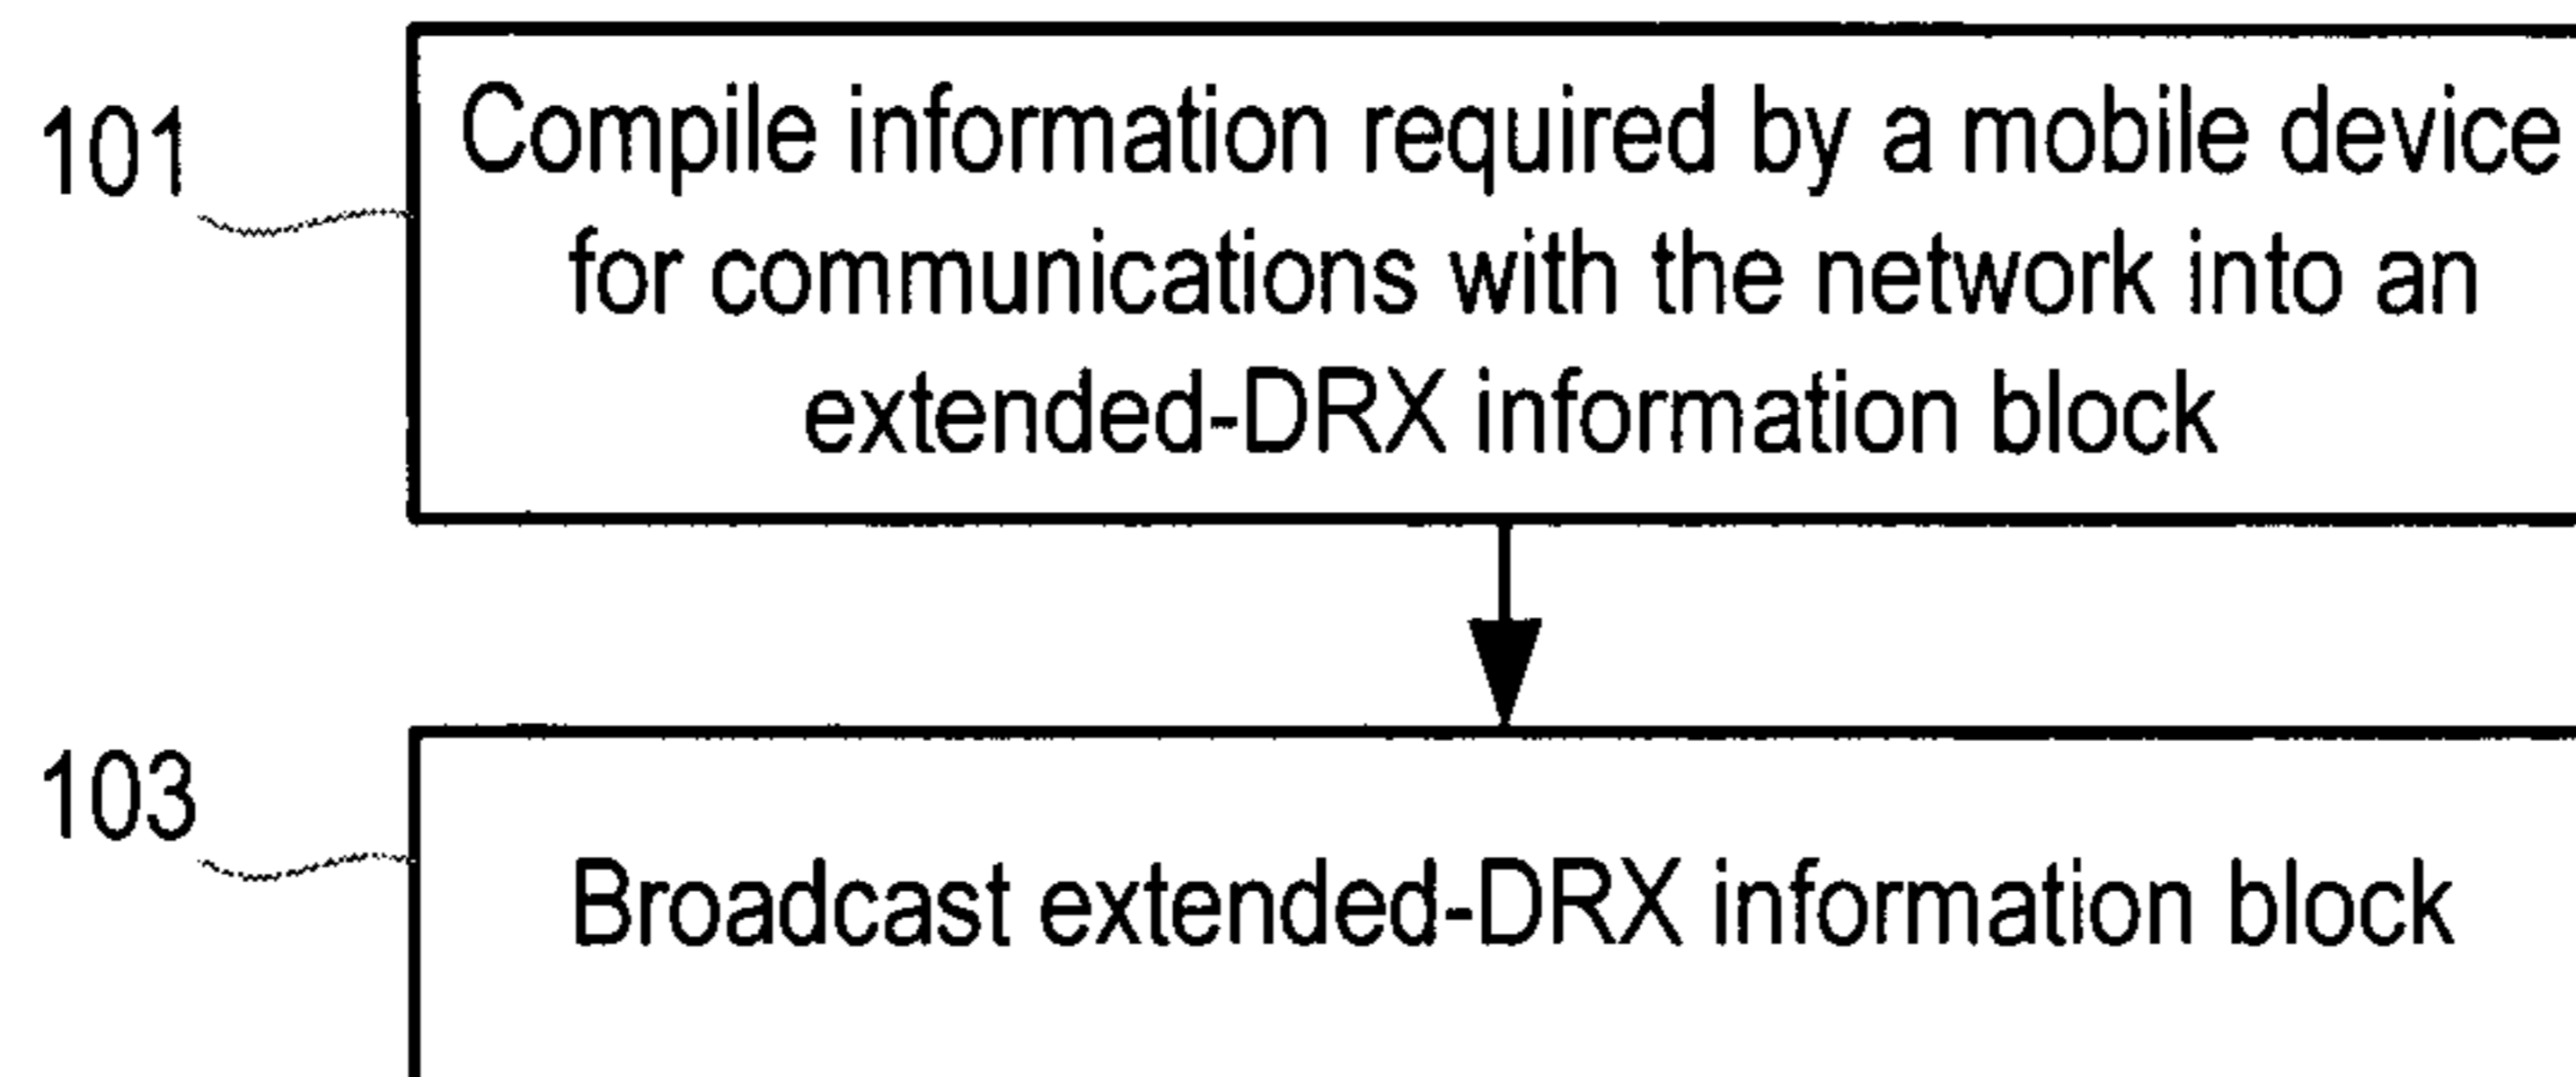 101
Compile information required by a mobile device
for communications with the network into an
extended-DRX information block
103
Broadcast extended-DRX information block